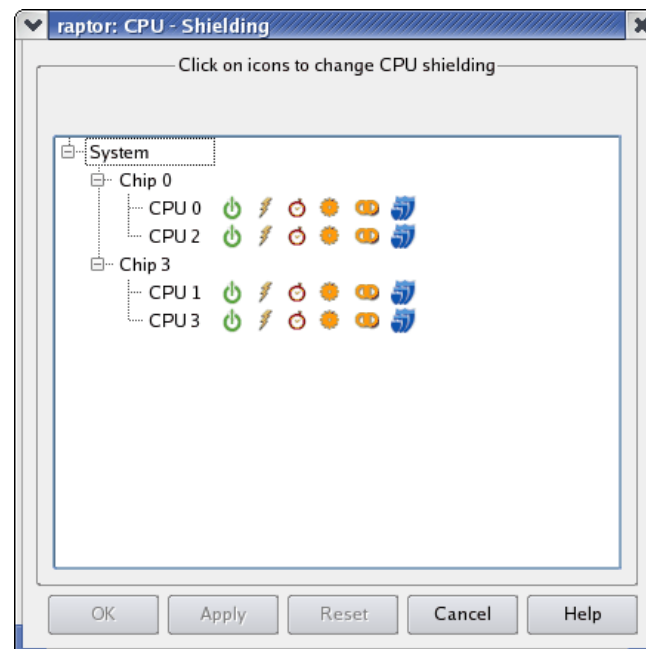 raptor: CPU - Shielding
Click on icons to change CPU shielding
System
Chip 0
CPU 0
CPU 2
Chip 3
CPU 1
CPU 3
OK Apply Reset Cancel Help